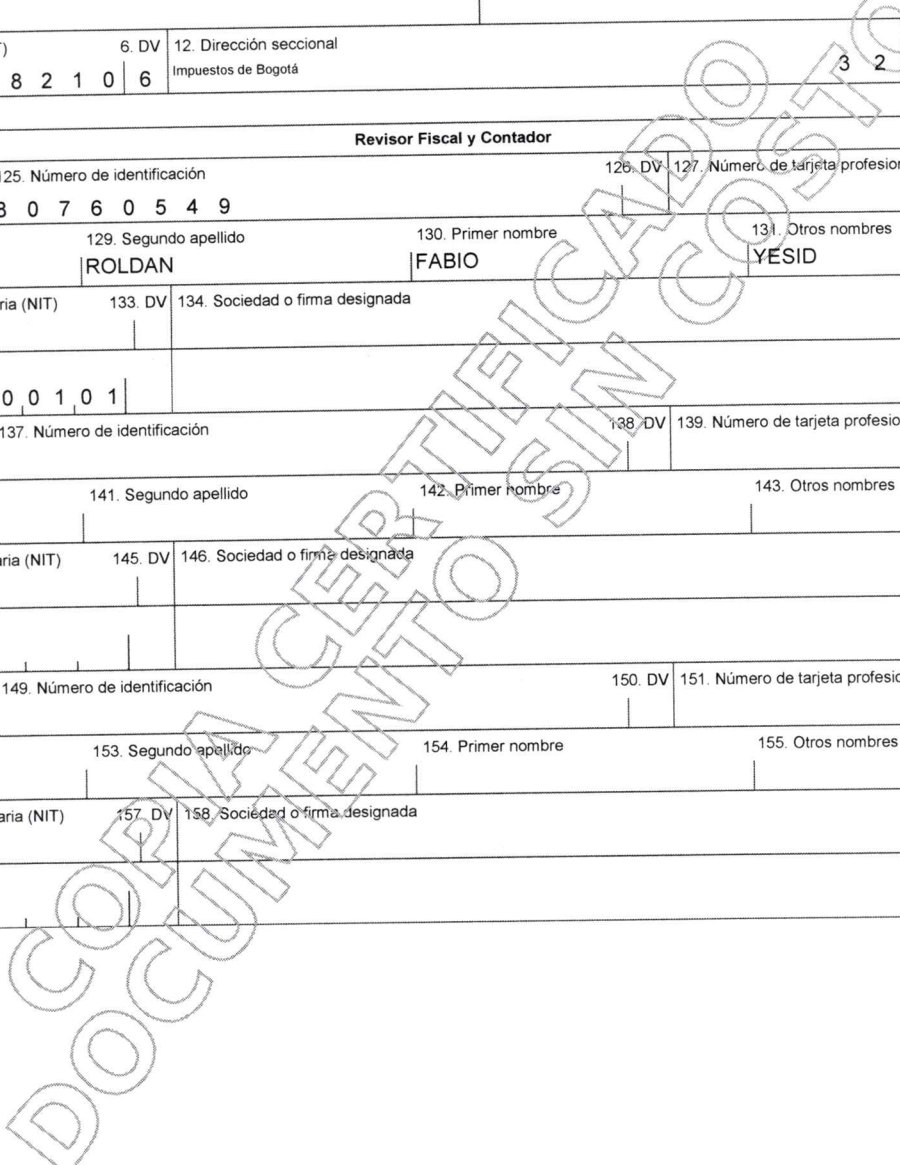 ) 6. DV 12. Dirección seccional
8 2 1 0 6 Impuestos de Bogotá 3 2
Revisor Fiscal y Contador
125. Número de identificación 126. DV 127. Número de tarjeta profesion
8 0 7 6 0 5 4 9
129. Segundo apellido 130. Primer nombre 131. Otros nombres
ROLDAN FABIO YESID
ria (NIT) 133. DV 134. Sociedad o firma designada
0 0 1 0 1
137. Número de identificación 138. DV 139. Número de tarjeta profesio
141. Segundo apellido 142. Primer nombre 143. Otros nombres
aria (NIT) 145. DV 146. Sociedad o firma designada
149. Número de identificación 150. DV 151. Número de tarjeta profesio
153. Segundo apellido 154. Primer nombre 155. Otros nombres
aria (NIT) 157. DV 158. Sociedad o firma designada
COPIA CERTIFICADO
DOCUMENTO SIN COSTO